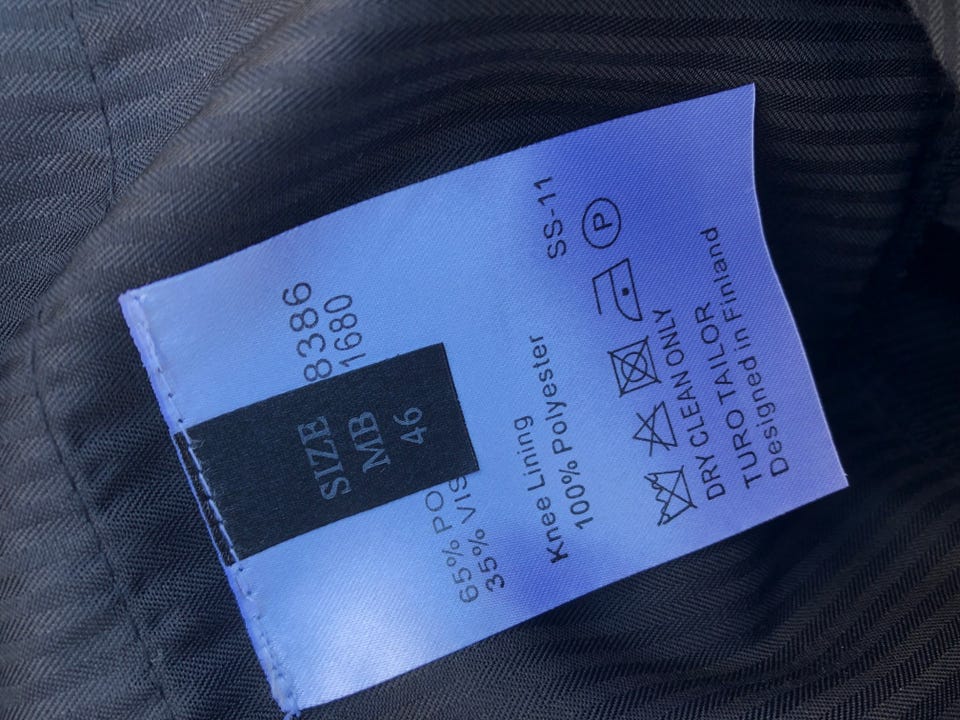 8386
1680
SIZE
MB
46
65% PO
35% VIS
Knee Lining
100% Polyester
SS-11
P
DRY CLEAN ONLY
TURO TAILOR
Designed in Finland